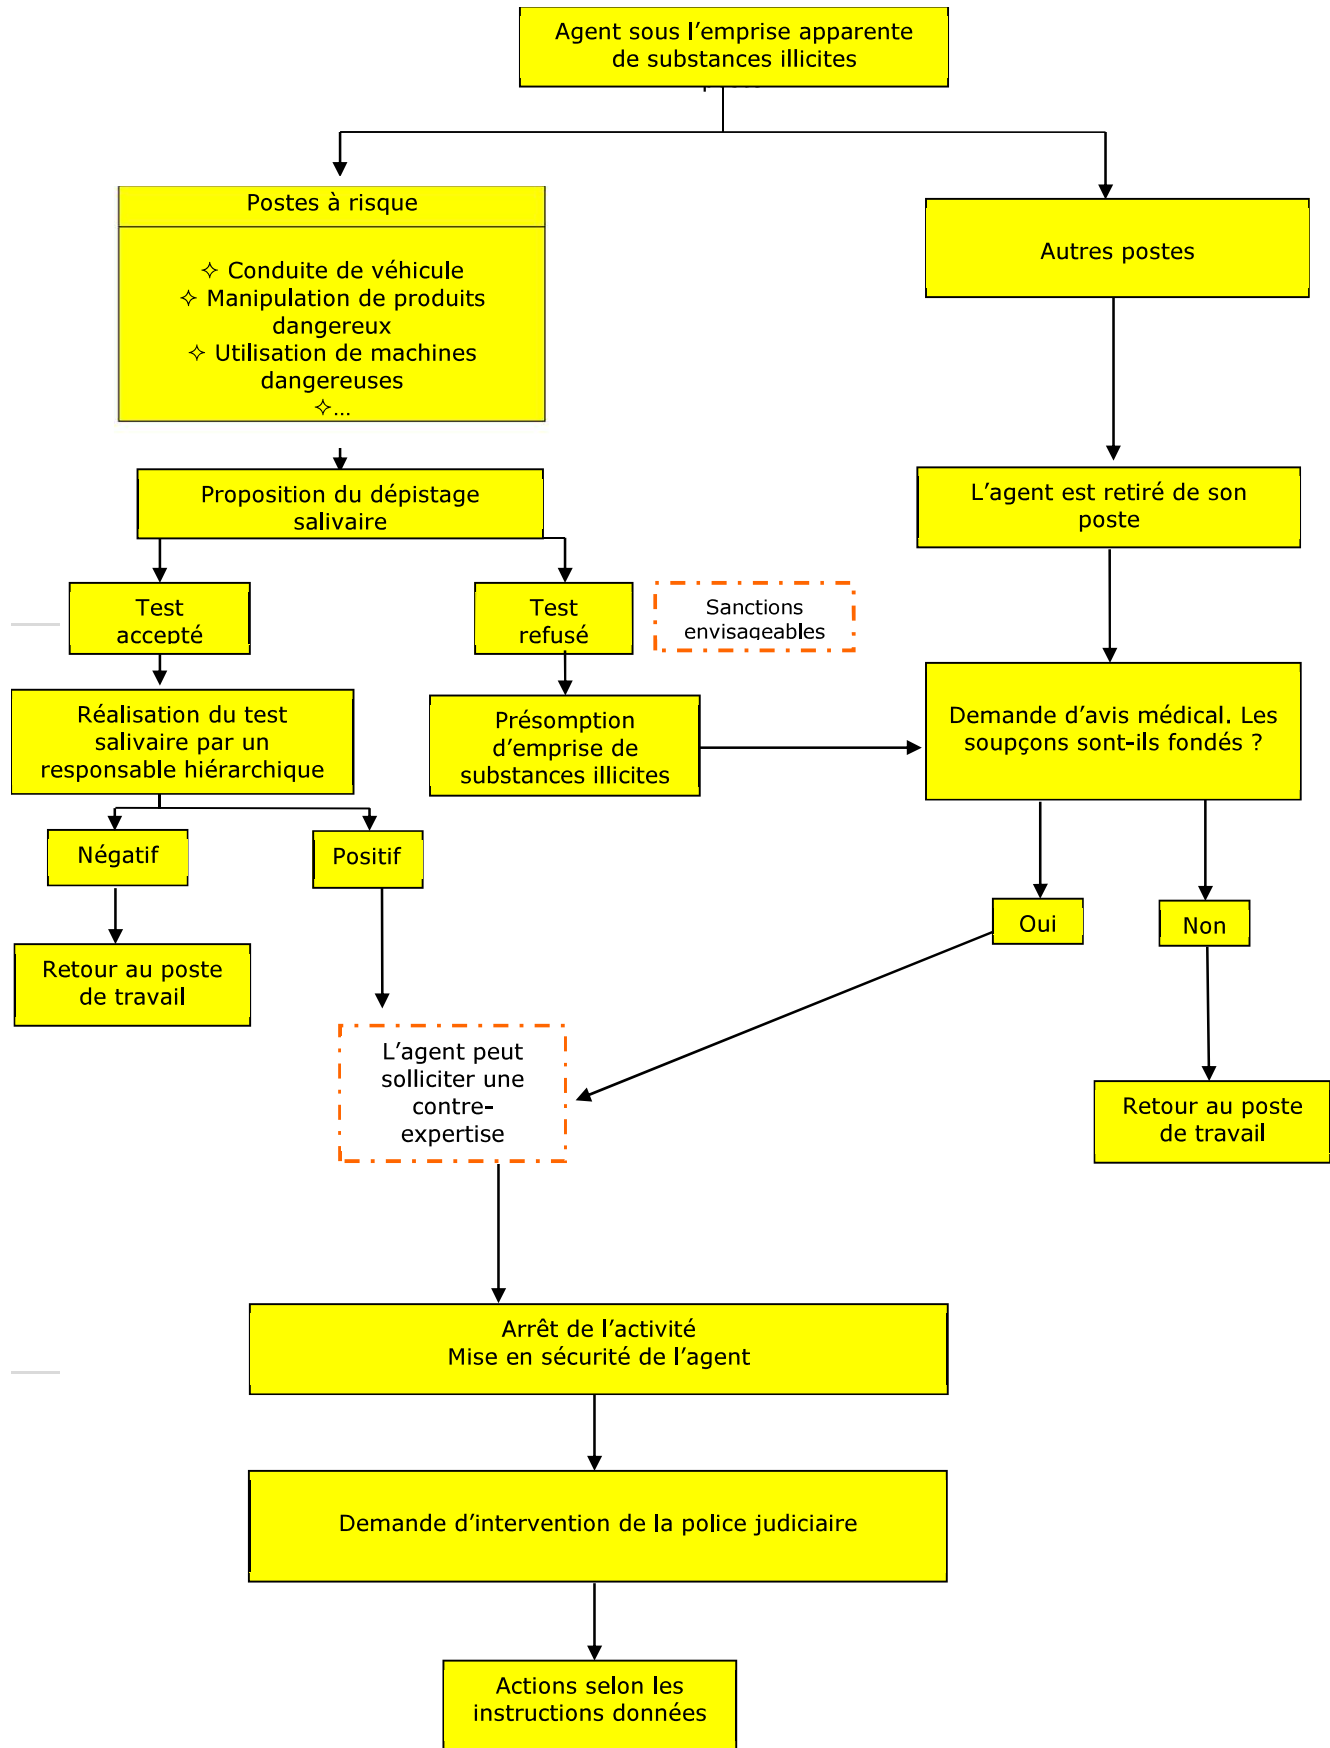 Agent sous l'emprise apparente
de substances illicites
Postes à risque
✧ Conduite de véhicule
✧ Manipulation de produits
dangereux
✧ Utilisation de machines
dangereuses
✧...
Autres postes
Proposition du dépistage
salivaire
L'agent est retiré de son
poste
Test
accepté
Test
refusé
Sanctions
envisageables
Réalisation du test
salivaire par un
responsable hiérarchique
Présomption
d'emprise de
substances illicites
Demande d'avis médical. Les
soupçons sont-ils fondés ?
Négatif
Positif
Oui
Non
Retour au poste
de travail
L'agent peut
solliciter une
contre-
expertise
Retour au poste
de travail
Arrêt de l'activité
Mise en sécurité de l'agent
Demande d'intervention de la police judiciaire
Actions selon les
instructions données